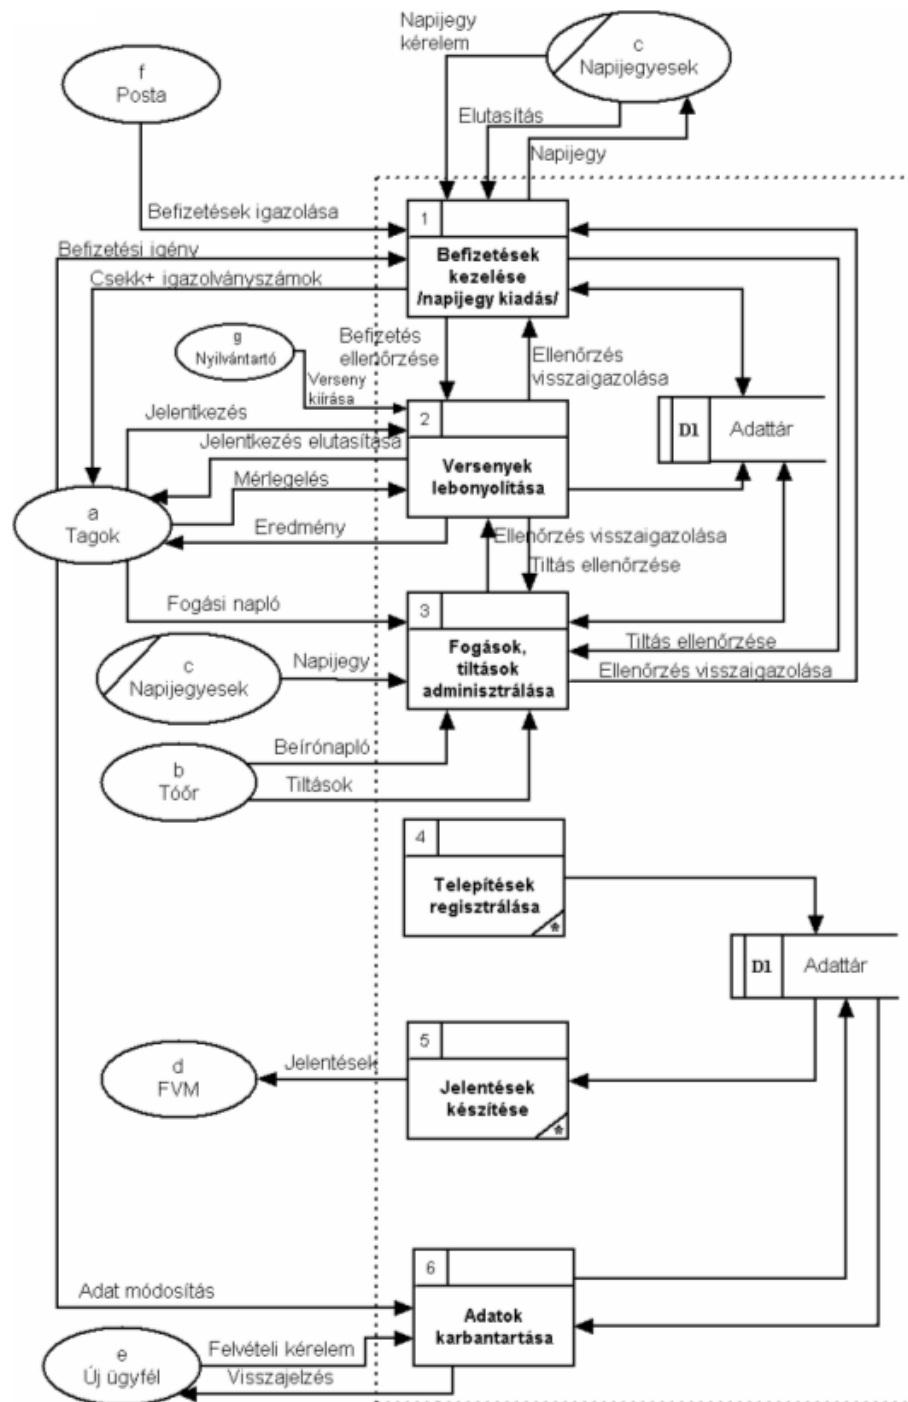 Napijegy
kérelem
c
Napijegyesek
f
Posta
Elutasítás
Napijegy
Befizetések igazolása
1
Befizetési igény
Befizetések
kezelése
/napijegy kiadás/
Csekk+ igazolványszámok
g
Nyilvántartó
Befizetés
ellenőrzése
Ellenőrzés
visszaigazolása
Verseny
kiírása
Jelentkezés
2
D1
Adattár
Jelentkezés elutasítása
Versenyek
lebonyolítása
Mérlegelés
a
Tagok
Eredmény
Ellenőrzés visszaigazolása
Tiltás ellenőrzése
Fogási napló
3
Fogások,
tiltások
adminisztrálása
Tiltás ellenőrzése
Ellenőrzés visszaigazolása
c
Napijegyesek
Napijegy
Beírónapló
b
Tóőr
Tiltások
4
Telepítések
regisztrálása
*
D1
Adattár
5
Jelentések
d
FVM
Jelentések
készítése
*
6
Adat módosítás
Adatok
karbantartása
e
Új ügyfél
Felvételi kérelem
Visszajelzés